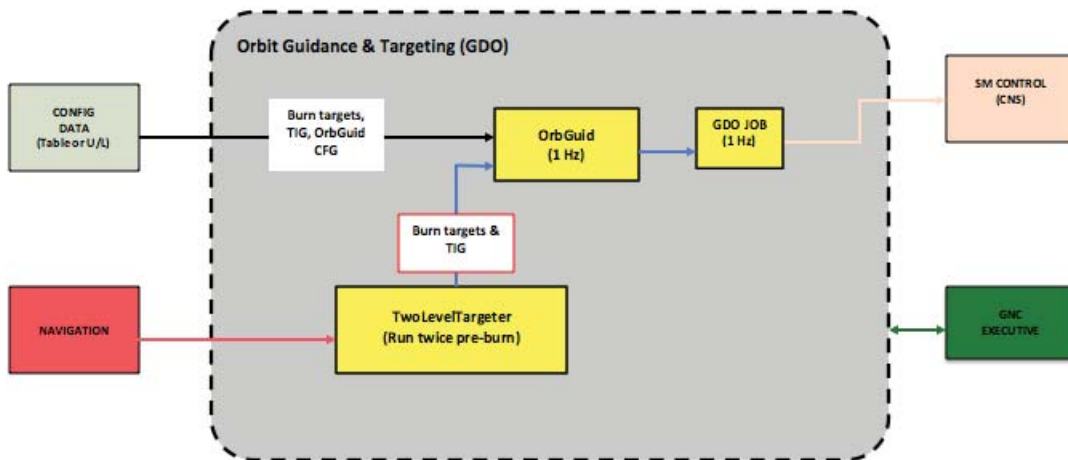 Orbit Guidance & Targeting (GDO)
CONFIG
DATA
(Table or U/L)
Burn targets,
TIG, OrbGuid
CFG
OrbGuid
(1 Hz)
GDO JOB
(1 Hz)
SM CONTROL
(CNS)
Burn targets &
TIG
NAVIGATION
TwoLevelTargeter
(Run twice pre-burn)
GNC
EXECUTIVE